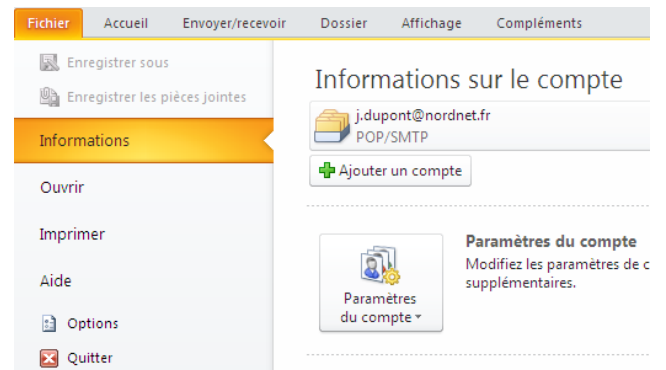 Fichier Accueil Envoyer/recevoir Dossier Affichage Compléments
Enregistrer sous
Enregistrer les pièces jointes
Informations
Ouvrir
Imprimer
Aide
Options
Quitter
Informations sur le compte
j.dupont@nordnet.fr
POP/SMTP
Ajouter un compte
Paramètres
du compte
Paramètres du compte
Modifiez les paramètres de c
supplémentaires.